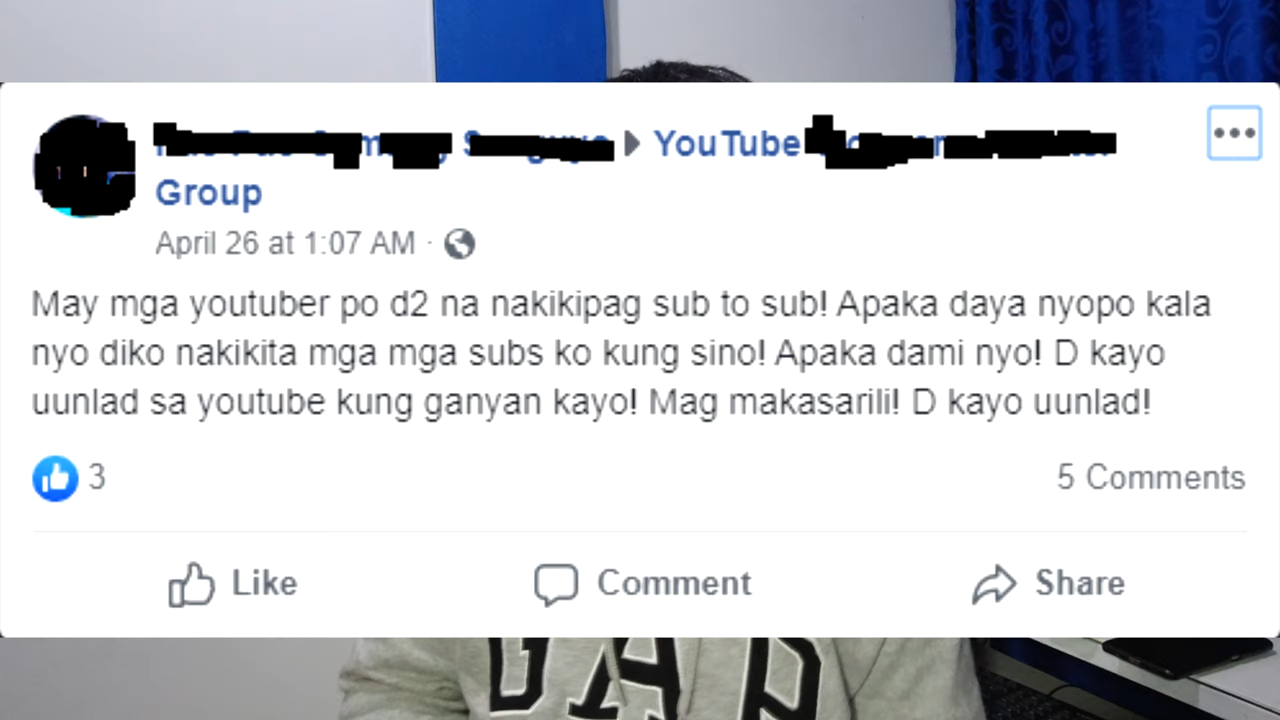 YouTube
Group
April 26 at 1:07 AM ·
May mga youtuber po d2 na nakikipag sub to sub! Apaka daya nyopo kala
nyo diko nakikita mga mga subs ko kung sino! Apaka dami nyo! D kayo
uunlad sa youtube kung ganyan kayo! Mag makasarili! D kayo uunlad!
3
5 Comments
Like
Comment
Share
GAP